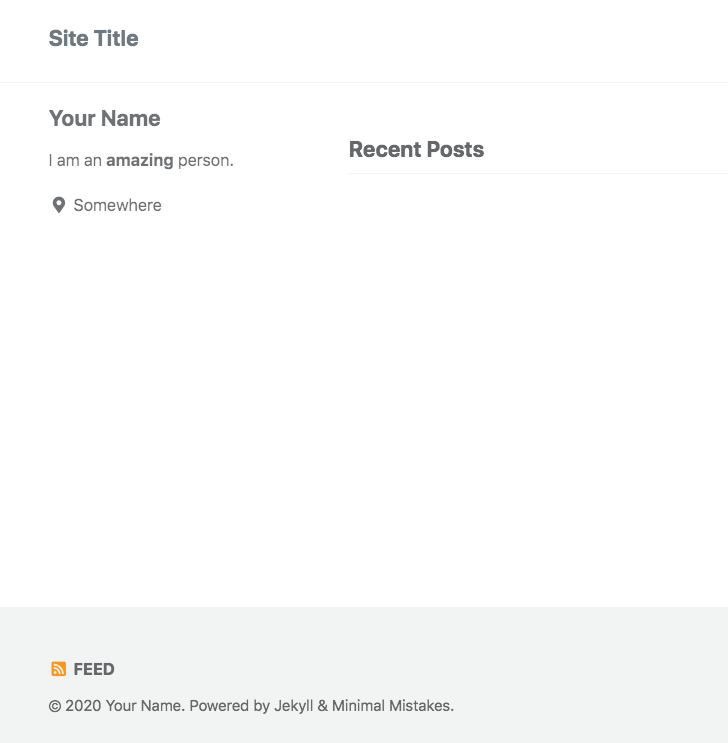 Site Title
Your Name
I am an amazing person.
Somewhere
Recent Posts
FEED
© 2020 Your Name. Powered by Jekyll & Minimal Mistakes.